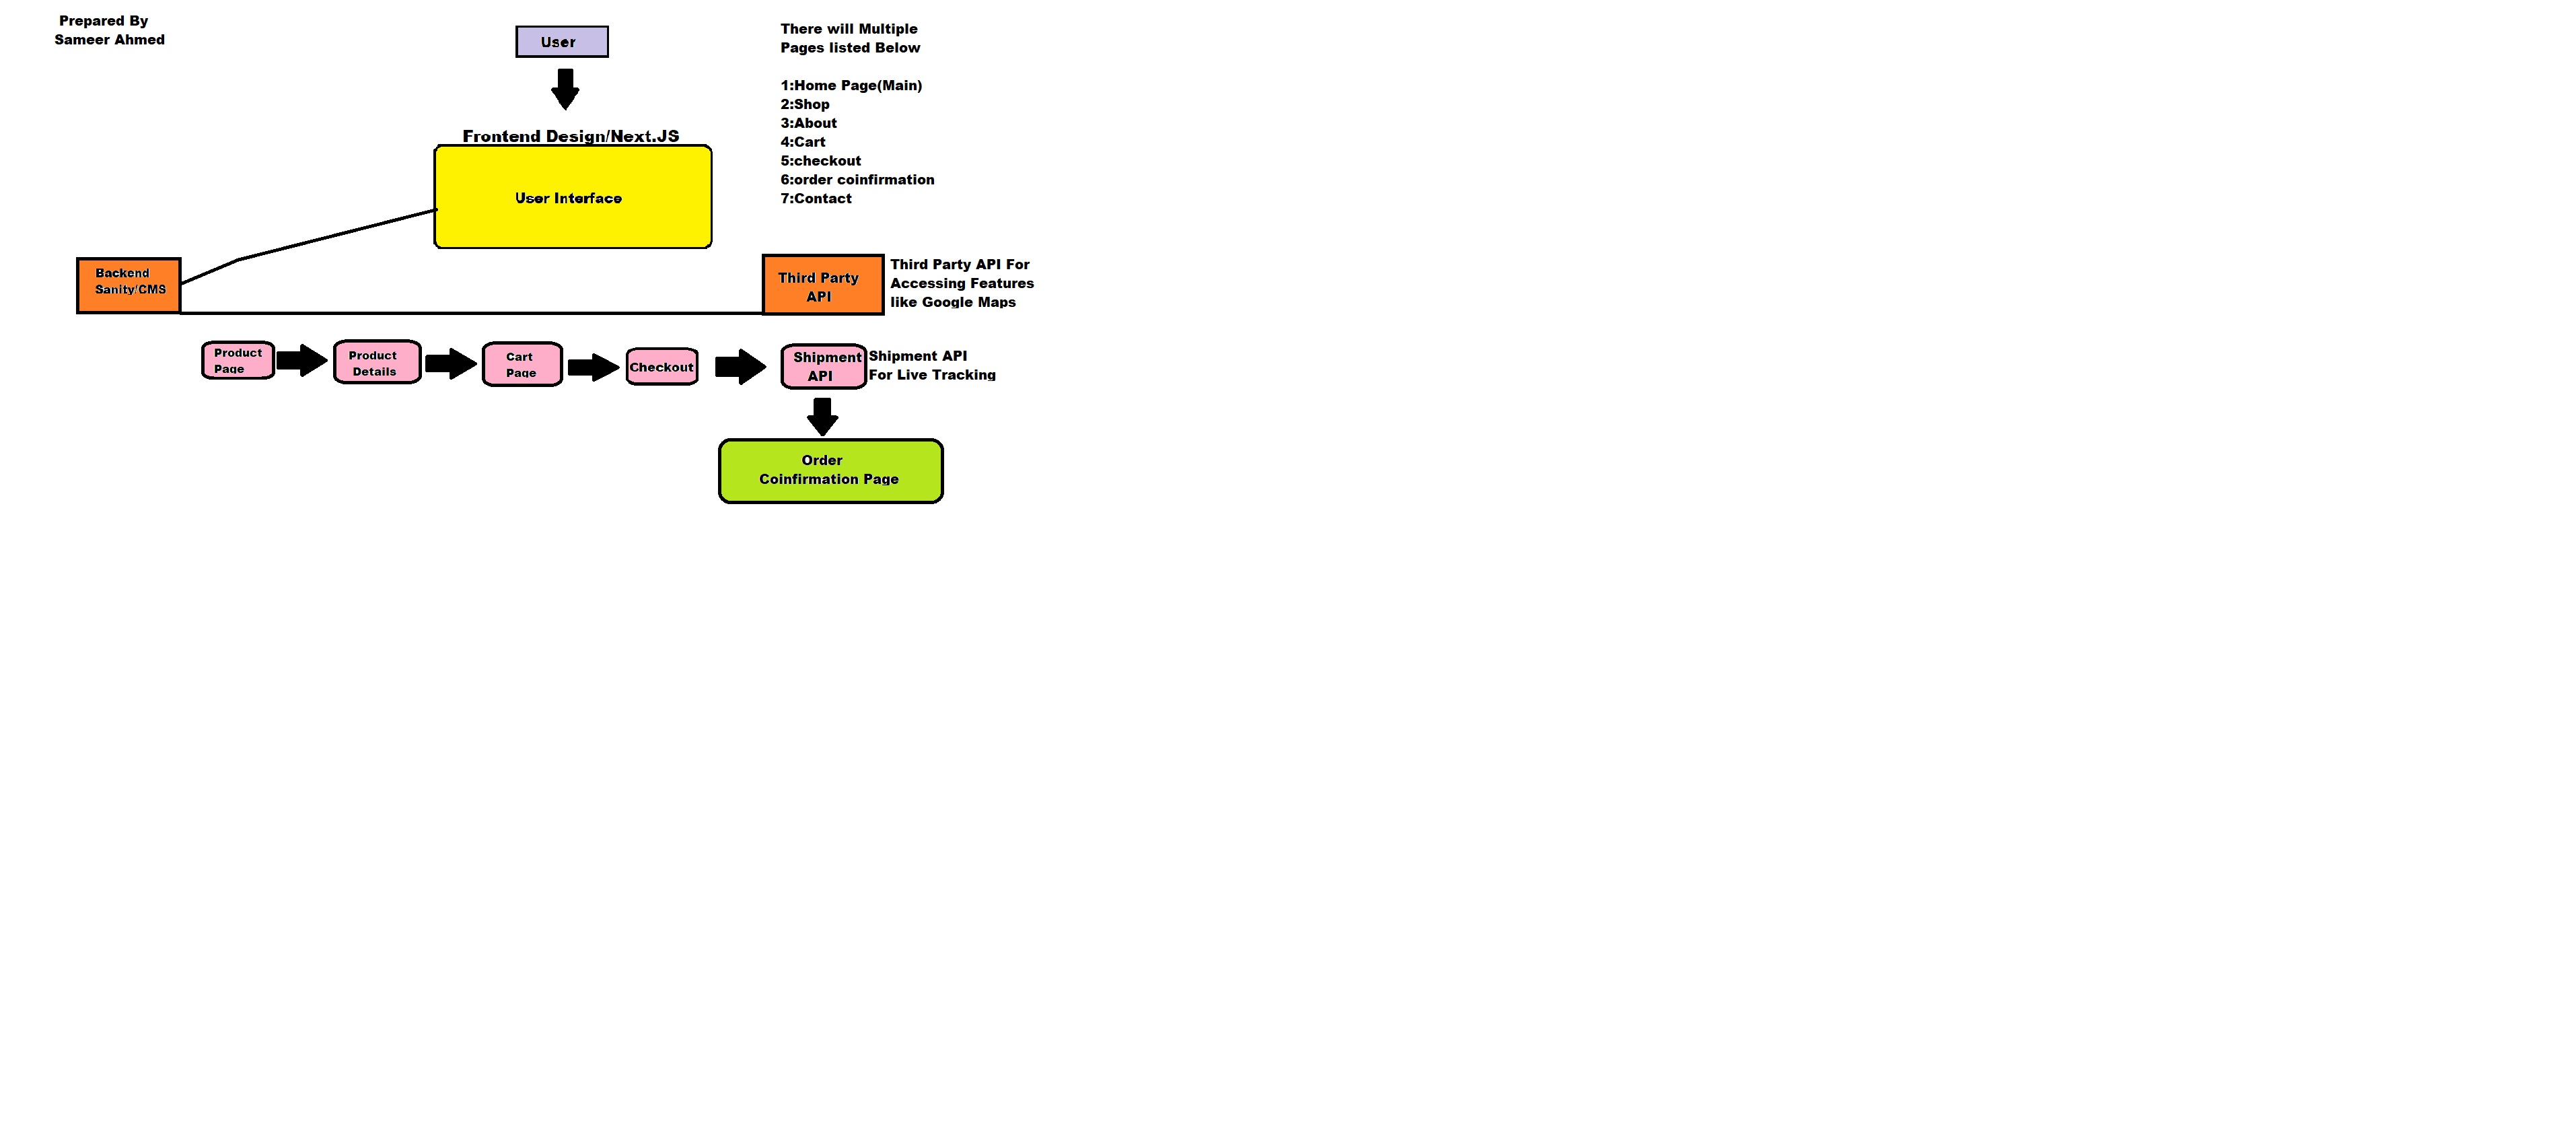 Prepared By
Sameer Ahmed
User
There will Multiple
Pages listed Below
1:Home Page(Main)
2:Shop
3:About
4:Cart
5:checkout
6:order coinfirmation
7:Contact
Frontend Design/Next.JS
User Interface
Backend
Sanity/CMS
Third Party
API
Third Party API For
Accessing Features
like Google Maps
Product
Page
Product
Details
Cart
Page
Checkout
Shipment
API
Shipment API
For Live Tracking
Order
Coinfirmation Page